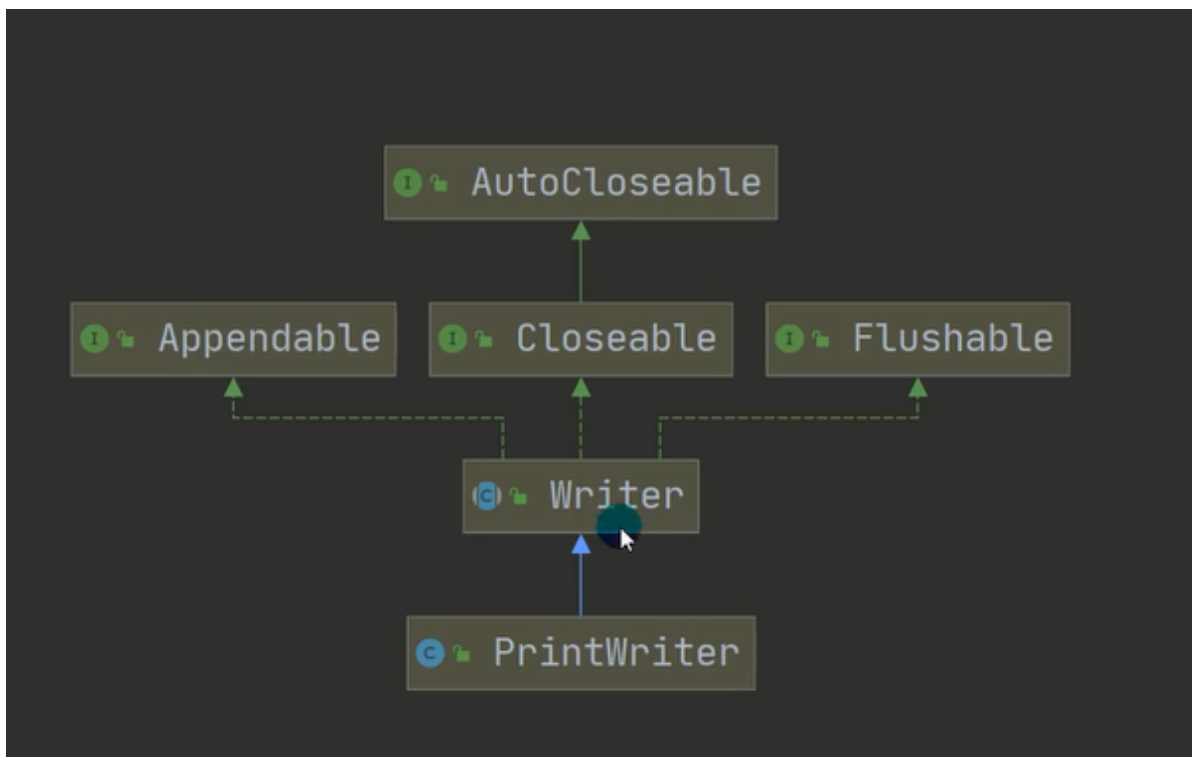 AutoCloseable
Appendable
Closeable
Flushable
Writer
PrintWriter